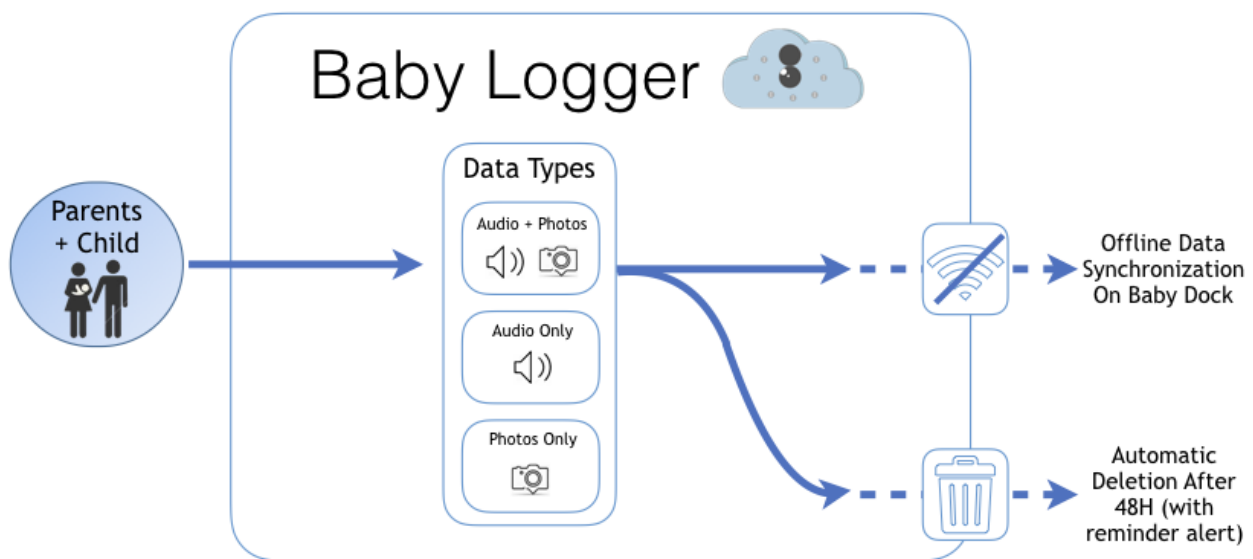 Baby Logger
Parents
+ Child
Data Types
Audio + Photos
Audio Only
Photos Only
Offline Data
Synchronization
On Baby Dock
Automatic
Deletion After
48H (with
reminder alert)